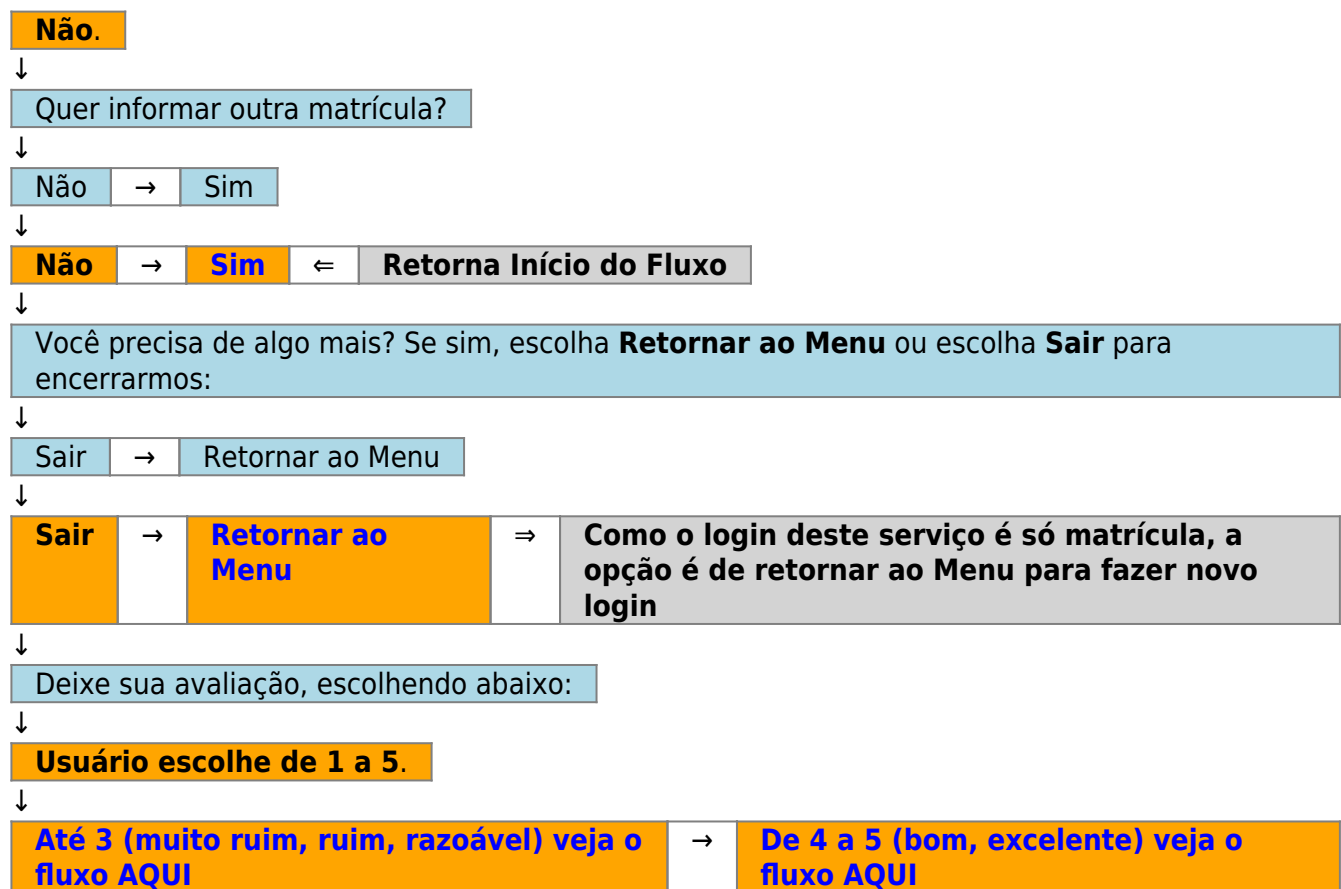 Não.
↓
Quer informar outra matrícula?
↓
Não → Sim
↓
Não → Sim ⇐ Retorna Início do Fluxo
↓
Você precisa de algo mais? Se sim, escolha Retornar ao Menu ou escolha Sair para
encerrarmos:
↓
Sair → Retornar ao Menu
↓
Sair → Retornar ao ⇒ Como o login deste serviço é só matrícula, a
Menu opção é de retornar ao Menu para fazer novo
login
↓
Deixe sua avaliação, escolhendo abaixo:
↓
Usuário escolhe de 1 a 5.
↓
Até 3 (muito ruim, ruim, razoável) veja o → De 4 a 5 (bom, excelente) veja o
fluxo AQUI fluxo AQUI